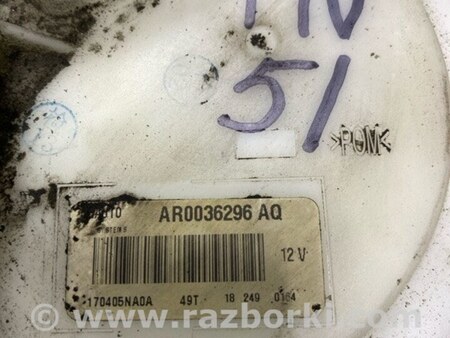 51
>POM<
AR0036296 AQ
12 V
170405NA0A 49T 18 249
www.razborki.com